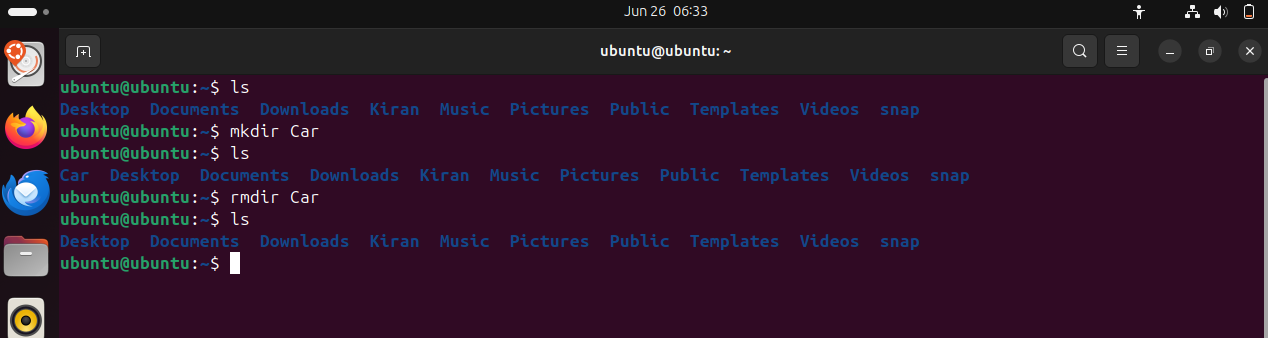 Jun 26 06:33
ubuntu@ubuntu: ~
ubuntu@ubuntu:~$ ls
Desktop Documents Downloads Kiran Music Pictures Public Templates Videos snap
ubuntu@ubuntu:~$ mkdir Car
ubuntu@ubuntu:~$ ls
Car Desktop Documents Downloads Kiran Music Pictures Public Templates Videos snap
ubuntu@ubuntu:~$ rmdir Car
ubuntu@ubuntu:~$ ls
Desktop Documents Downloads Kiran Music Pictures Public Templates Videos snap
ubuntu@ubuntu:~$